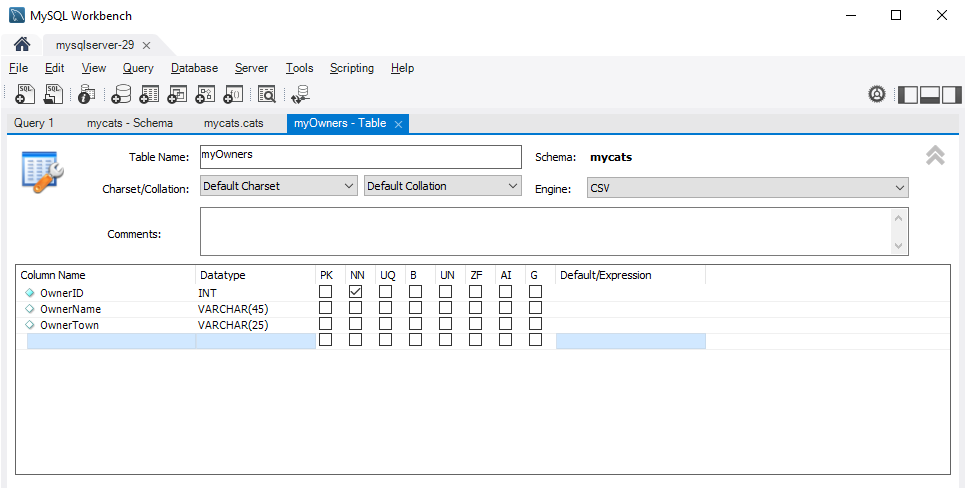 MySQL Workbench
mysqlserver-29
File Edit View Query Database Server Tools Scripting Help
Query 1 mycats - Schema mycats.cats myOwners - Table
Table Name: myOwners Schema: mycats
Charset/Collation: Default Charset Default Collation Engine: CSV
Comments:
Column Name Datatype PK NN UQ B UN ZF AI G Default/Expression
OwnerID INT
OwnerName VARCHAR(45)
OwnerTown VARCHAR(25)